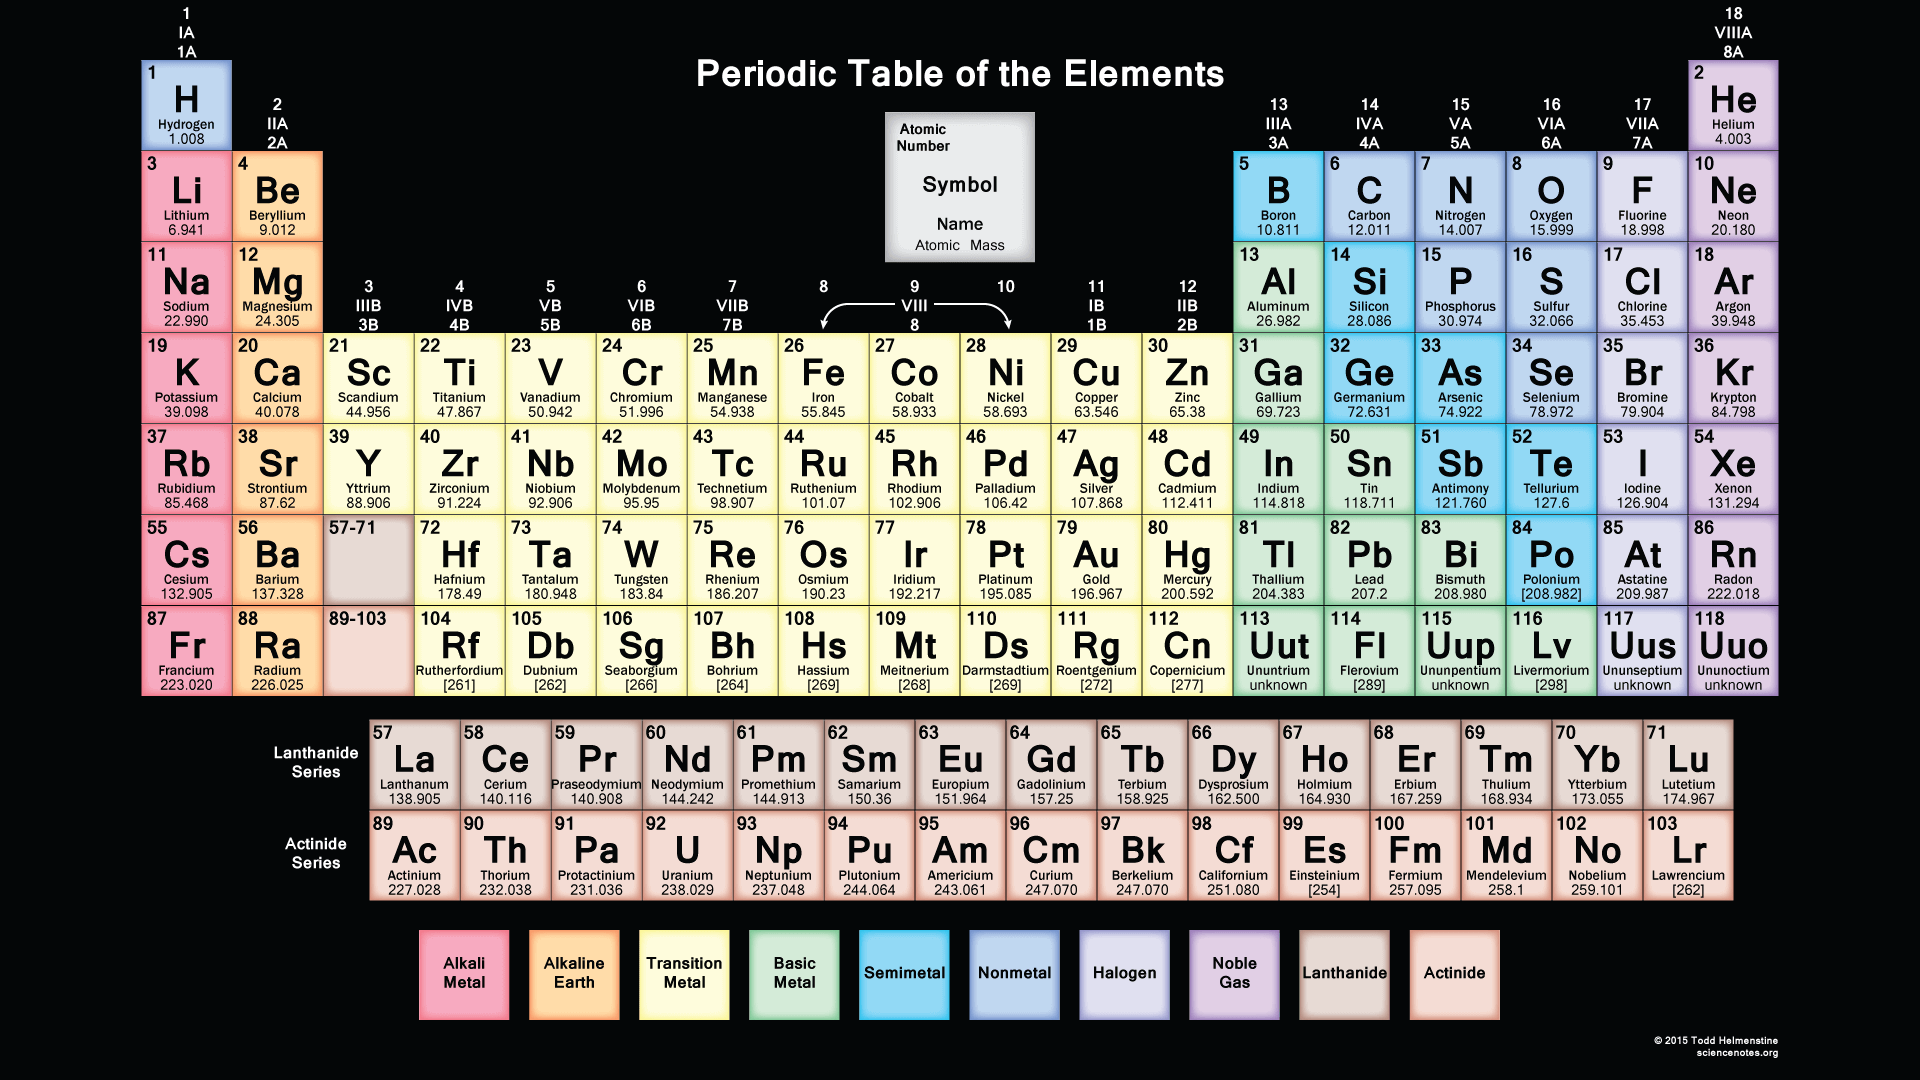 1
IA
1A
18
VIIIA
8A
Periodic Table of the Elements
1
H
Hydrogen
1.008
2
IIA
2A
Atomic
Number
Symbol
Name
Atomic Mass
13
IIIA
3A
14
IVA
4A
15
VA
5A
16
VIA
6A
17
VIIA
7A
2
He
Helium
4.003
3
Li
Lithium
6.941
4
Be
Beryllium
9.012
5
B
Boron
10.811
6
C
Carbon
12.011
7
N
Nitrogen
14.007
8
O
Oxygen
15.999
9
F
Fluorine
18.998
10
Ne
Neon
20.180
11
Na
Sodium
22.990
12
Mg
Magnesium
24.305
3
IIIB
3B
4
IVB
4B
5
VB
5B
6
VIB
6B
7
VIIB
7B
8
9
10
VIII
8
11
IB
1B
12
IIB
2B
13
Al
Aluminum
26.982
14
Si
Silicon
28.086
15
P
Phosphorus
30.974
16
S
Sulfur
32.066
17
Cl
Chlorine
35.453
18
Ar
Argon
39.948
19
K
Potassium
39.098
20
Ca
Calcium
40.078
21
Sc
Scandium
44.956
22
Ti
Titanium
47.867
23
V
Vanadium
50.942
24
Cr
Chromium
51.996
25
Mn
Manganese
54.938
26
Fe
Iron
55.845
27
Co
Cobalt
58.933
28
Ni
Nickel
58.693
29
Cu
Copper
63.546
30
Zn
Zinc
65.38
31
Ga
Gallium
69.723
32
Ge
Germanium
72.631
33
As
Arsenic
74.922
34
Se
Selenium
78.972
35
Br
Bromine
79.904
36
Kr
Krypton
84.798
37
Rb
Rubidium
85.468
38
Sr
Strontium
87.62
39
Y
Yttrium
88.906
40
Zr
Zirconium
91.224
41
Nb
Niobium
92.906
42
Mo
Molybdenum
95.95
43
Tc
Technetium
98.907
44
Ru
Ruthenium
101.07
45
Rh
Rhodium
102.906
46
Pd
Palladium
106.42
47
Ag
Silver
107.868
48
Cd
Cadmium
112.411
49
In
Indium
114.818
50
Sn
Tin
118.711
51
Sb
Antimony
121.760
52
Te
Tellurium
127.6
53
I
Iodine
126.904
54
Xe
Xenon
131.294
55
Cs
Cesium
132.905
56
Ba
Barium
137.328
57-71
72
Hf
Hafnium
178.49
73
Ta
Tantalum
180.948
74
W
Tungsten
183.84
75
Re
Rhenium
186.207
76
Os
Osmium
190.23
77
Ir
Iridium
192.217
78
Pt
Platinum
195.085
79
Au
Gold
196.967
80
Hg
Mercury
200.592
81
Tl
Thallium
204.383
82
Pb
Lead
207.2
83
Bi
Bismuth
208.980
84
Po
Polonium
[208.982]
85
At
Astatine
209.987
86
Rn
Radon
222.018
87
Fr
Francium
223.020
88
Ra
Radium
226.025
89-103
104
Rf
Rutherfordium
[261]
105
Db
Dubnium
[262]
106
Sg
Seaborgium
[266]
107
Bh
Bohrium
[264]
108
Hs
Hassium
[269]
109
Mt
Meitnerium
[268]
110
Ds
Darmstadtium
[269]
111
Rg
Roentgenium
[272]
112
Cn
Copernicium
[277]
113
Uut
Ununtrium
unknown
114
Fl
Flerovium
[289]
115
Uup
Ununpentium
unknown
116
Lv
Livermorium
[298]
117
Uus
Ununseptium
unknown
118
Uuo
Ununoctium
unknown
Lanthanide
Series
57
La
Lanthanum
138.905
58
Ce
Cerium
140.116
59
Pr
Praseodymium
140.908
60
Nd
Neodymium
144.242
61
Pm
Promethium
144.913
62
Sm
Samarium
150.36
63
Eu
Europium
151.964
64
Gd
Gadolinium
157.25
65
Tb
Terbium
158.925
66
Dy
Dysprosium
162.500
67
Ho
Holmium
164.930
68
Er
Erbium
167.259
69
Tm
Thulium
168.934
70
Yb
Ytterbium
173.055
71
Lu
Lutetium
174.967
Actinide
Series
89
Ac
Actinium
227.028
90
Th
Thorium
232.038
91
Pa
Protactinium
231.036
92
U
Uranium
238.029
93
Np
Neptunium
237.048
94
Pu
Plutonium
244.064
95
Am
Americium
243.061
96
Cm
Curium
247.070
97
Bk
Berkelium
247.070
98
Cf
Californium
251.080
99
Es
Einsteinium
[254]
100
Fm
Fermium
257.095
101
Md
Mendelevium
258.1
102
No
Nobelium
259.101
103
Lr
Lawrencium
[262]
Alkali
Metal
Alkaline
Earth
Transition
Metal
Basic
Metal
Semimetal
Nonmetal
Halogen
Noble
Gas
Lanthanide
Actinide
© 2015 Todd Helmenstine
sciencenotes.org